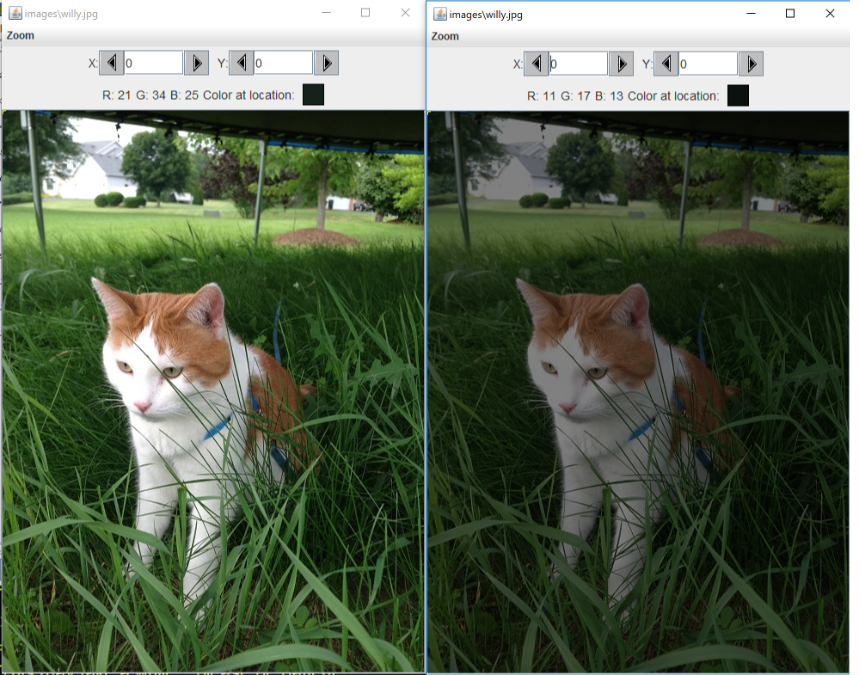 images\willy.jpg
Zoom
X: 0 Y: 0
R: 21 G: 34 B: 25 Color at location:
images\willy.jpg
Zoom
X: 0 Y: 0
R: 11 G: 17 B: 13 Color at location: